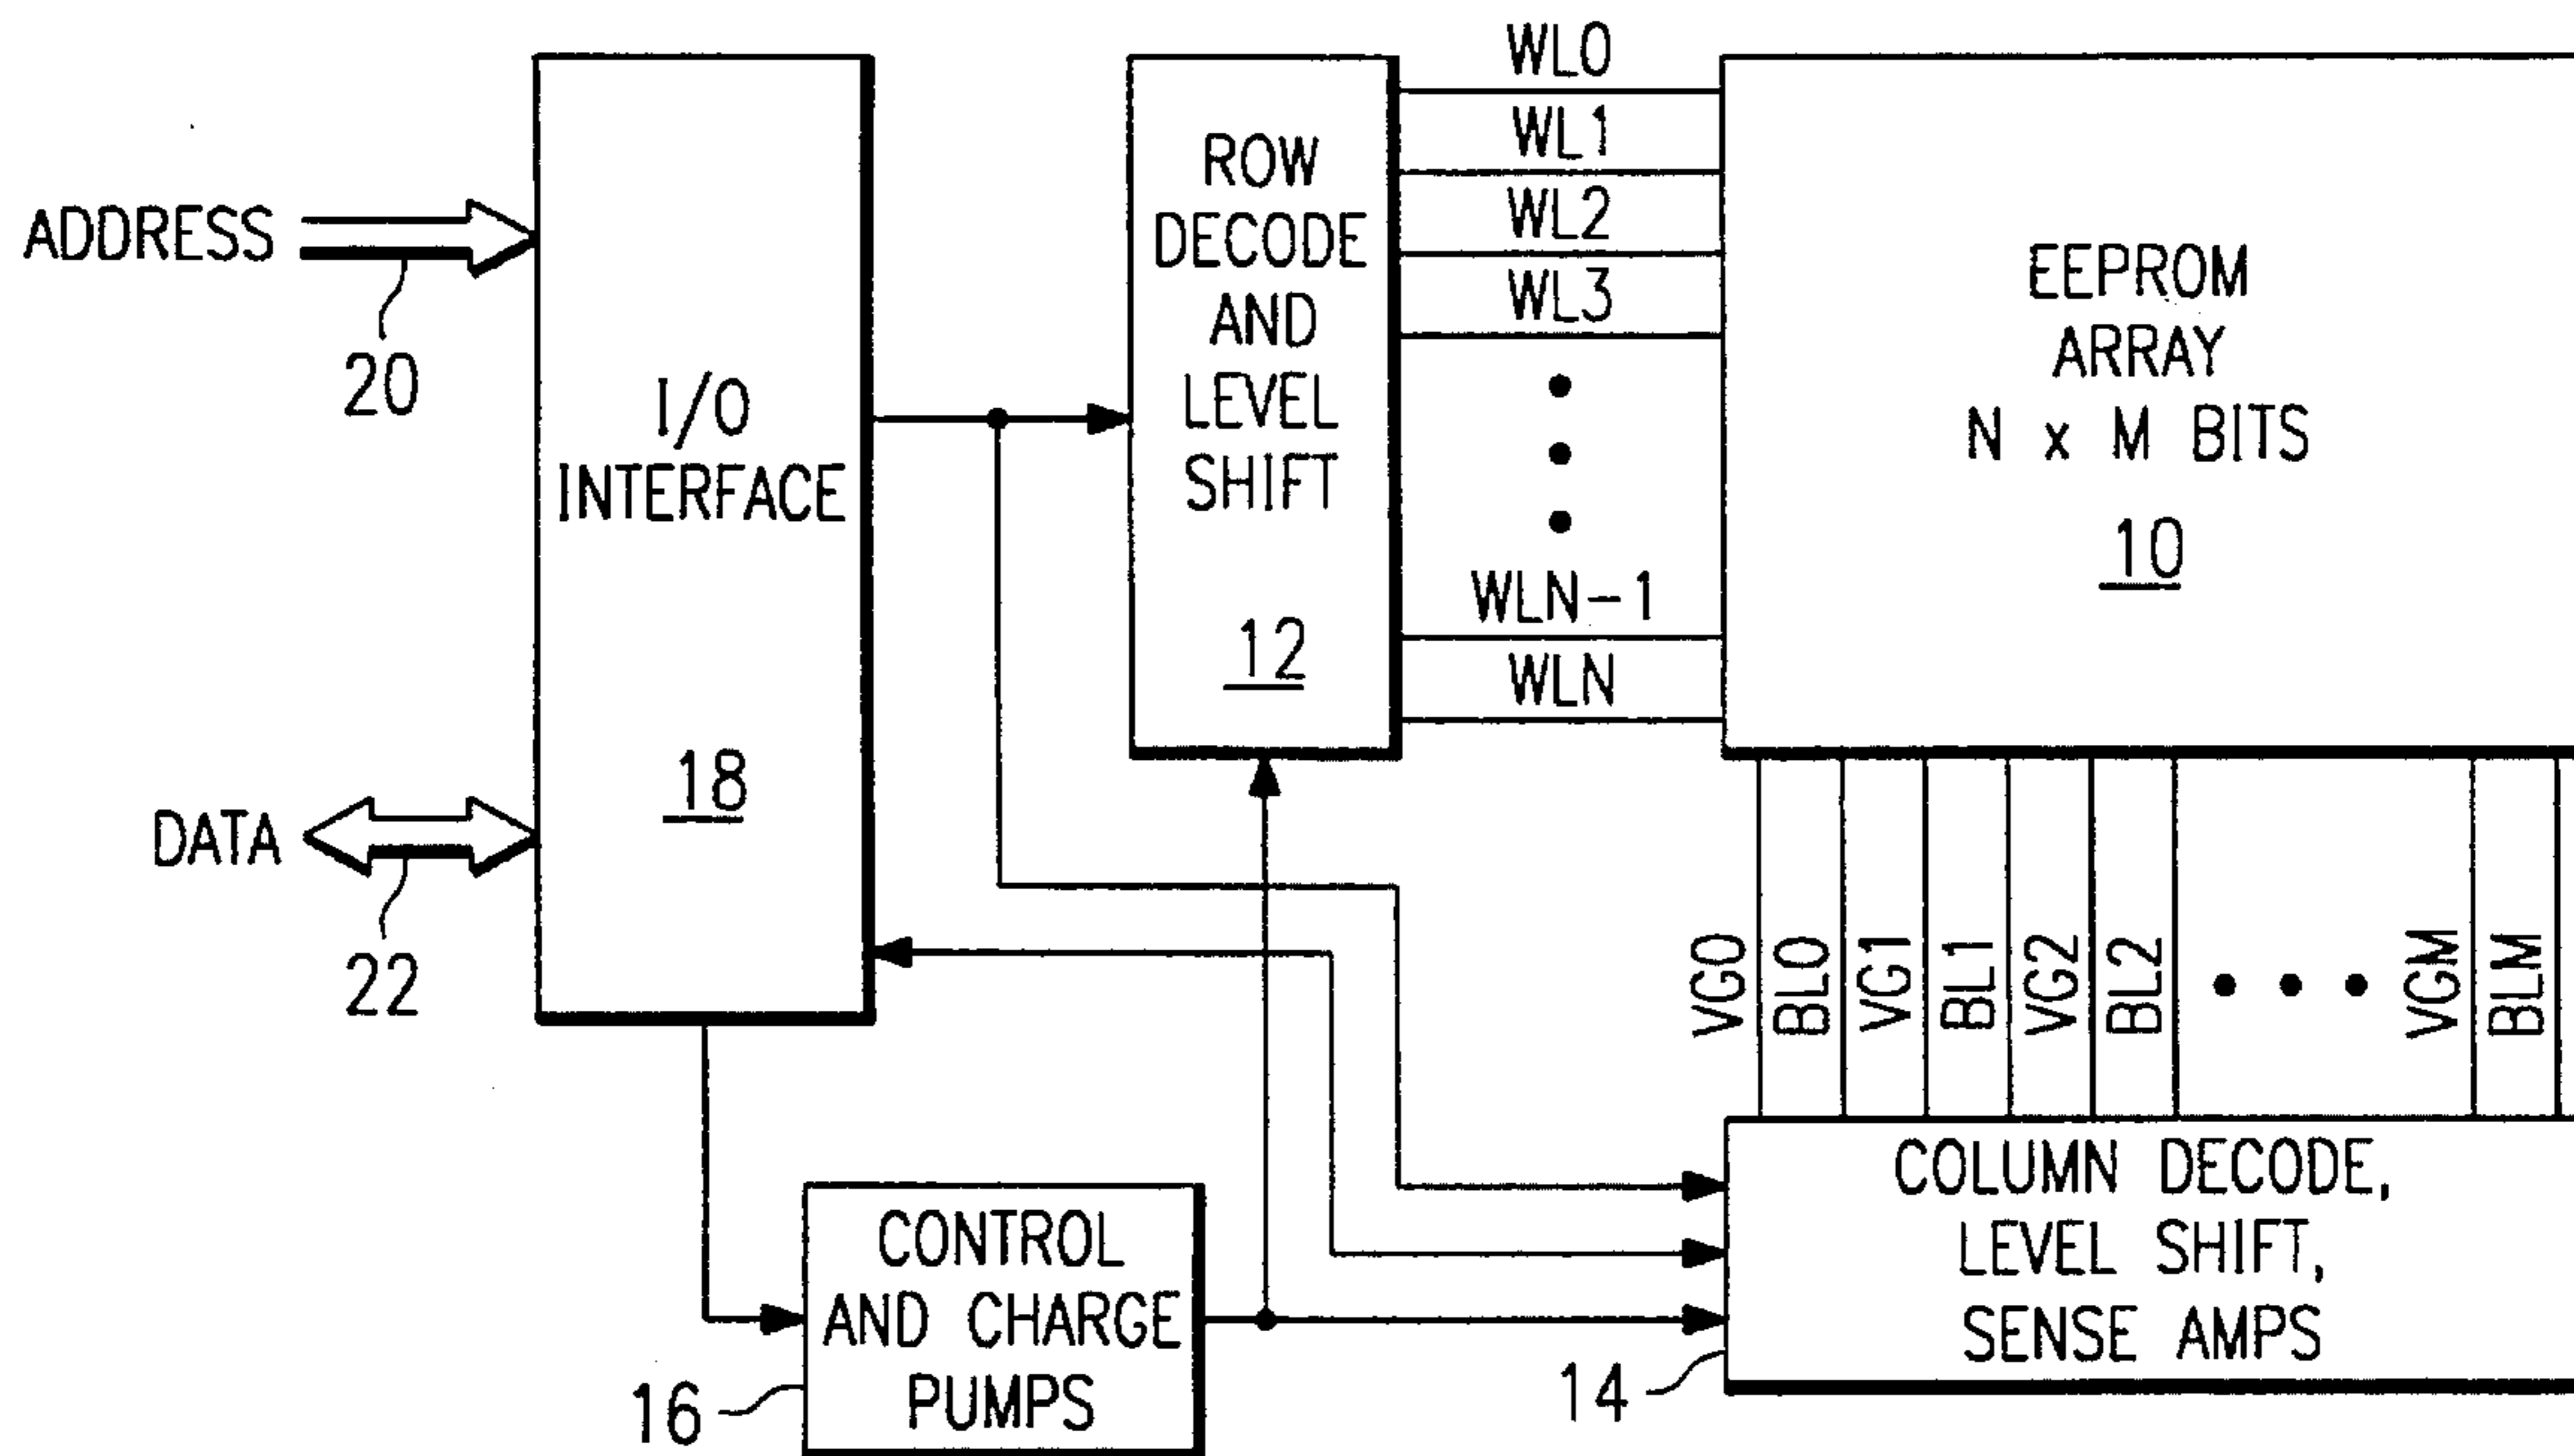 ADDRESS
20
DATA
22
I/O
INTERFACE
18
ROW
DECODE
AND
LEVEL
SHIFT
12
WL0
WL1
WL2
WL3
WLN-1
WLN
EEPROM
ARRAY
N x M BITS
10
VG0
BL0
VG1
BL1
VG2
BL2
VGM
BLM
CONTROL
AND CHARGE
PUMPS
16
COLUMN DECODE,
LEVEL SHIFT,
SENSE AMPS
14